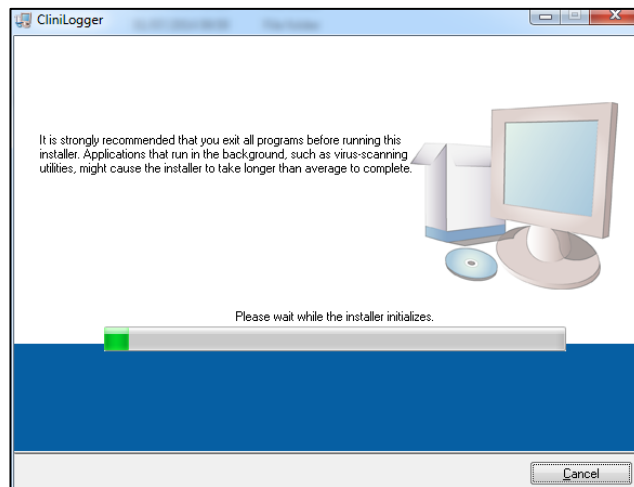 CliniLogger
It is strongly recommended that you exit all programs before running this
installer. Applications that run in the background, such as virus-scanning
utilities, might cause the installer to take longer than average to complete.
Please wait while the installer initializes.
Cancel